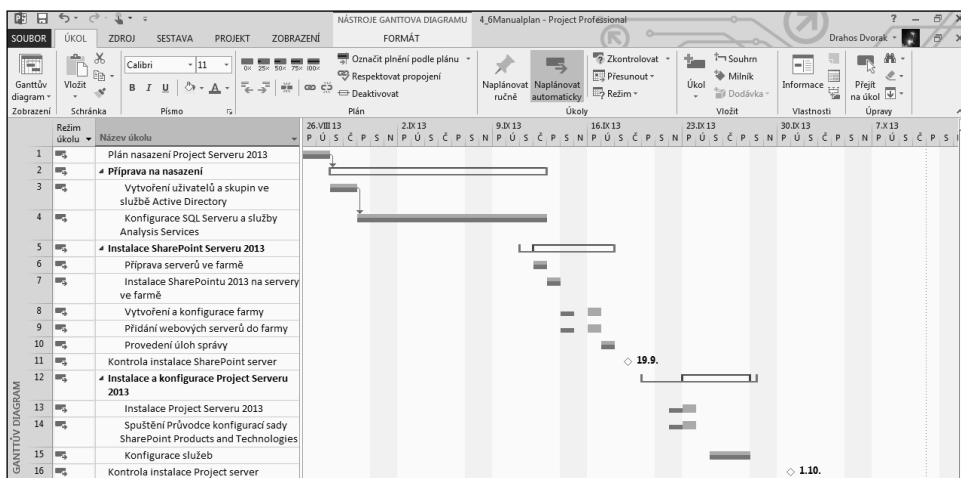 NÁSTROJE GANTTOVA DIAGRAMU 4_6Manualplan - Project Professional
SOUBOR ÚKOL ZDROJ SESTAVA PROJEKT ZOBRAZENÍ FORMÁT Drahos Dvorak
Ganttův diagram
Zobrazení
Vložit
Schránka
Calibri 11
B I U A
Písmo
0× 25× 50× 75× 100×
Označit plnění podle plánu
Respektovat propojení
Deaktivovat
Plán
Naplánovat ručně
Naplánovat automaticky
Zkontrolovat
Přesunout
Režim
Úkoly
Úkol
Souhrn
Milník
Dodávka
Vložit
Informace
Vlastnosti
Přejít na úkol
Úpravy
Režim úkolu Název úkolu
26.VIII 13 2.IX 13 9.IX 13 16.IX 13 23.IX 13 30.IX 13 7.X 13
P Ú S Č P S N P Ú S Č P S N P Ú S Č P S N P Ú S Č P S N P Ú S Č P S N P Ú S Č P S N P Ú S Č P S
1 Plán nasazení Project Serveru 2013
2 Příprava na nasazení
3 Vytvoření uživatelů a skupin ve
službě Active Directory
4 Konfigurace SQL Serveru a služby
Analysis Services
5 Instalace SharePoint Serveru 2013
6 Příprava serverů ve farmě
7 Instalace SharePointu 2013 na servery
ve farmě
8 Vytvoření a konfigurace farmy
9 Přidání webových serverů do farmy
10 Provedení úloh správy
11 Kontrola instalace SharePoint server 19.9.
12 Instalace a konfigurace Project Serveru
2013
13 Instalace Project Serveru 2013
14 Spuštění Průvodce konfigurací sady
SharePoint Products and Technologies
15 Konfigurace služeb
16 Kontrola instalace Project server 1.10.
GANTTŮV DIAGRAM